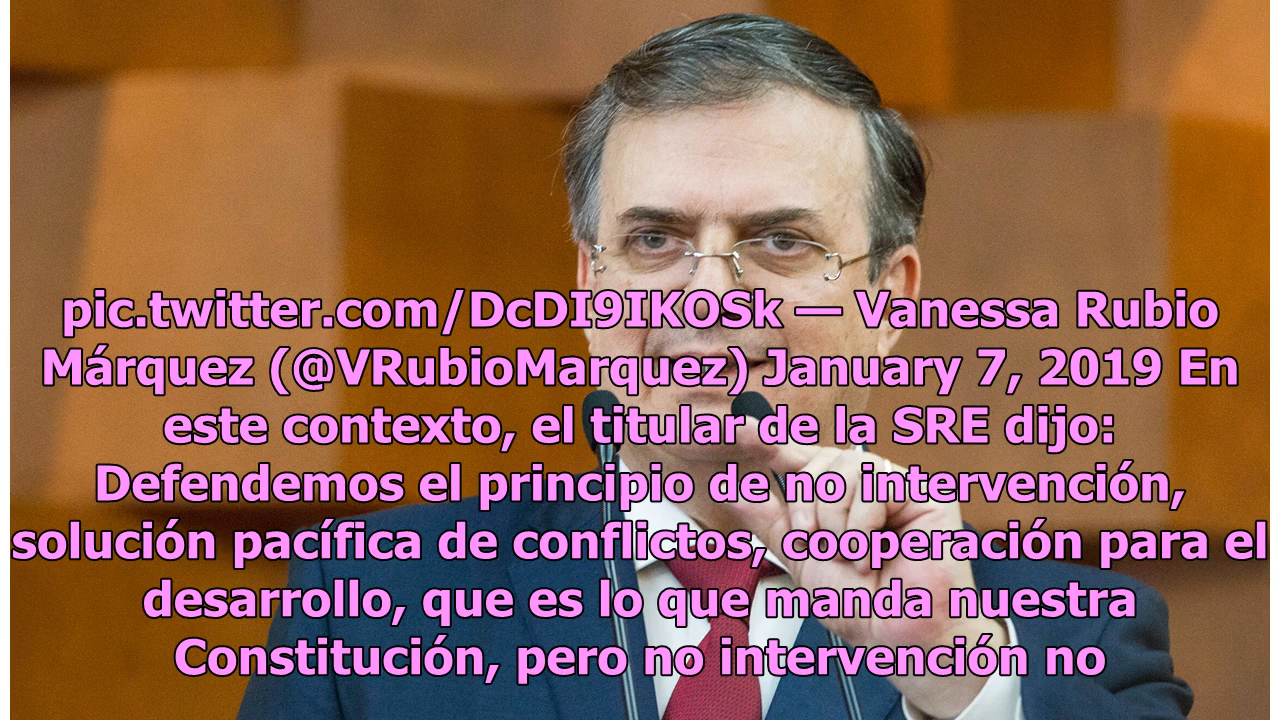 pic.twitter.com/DcDI9IKOSk — Vanessa Rubio
Márquez (@VRubioMarquez) January 7, 2019 En
este contexto, el titular de la SRE dijo:
Defendemos el principio de no intervención,
solución pacífica de conflictos, cooperación para el
desarrollo, que es lo que manda nuestra
Constitución, pero no intervención no